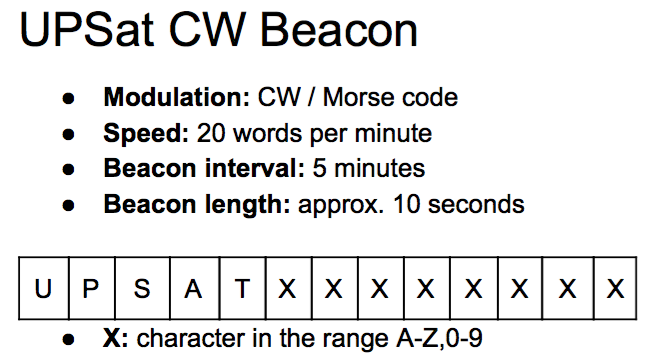 UPSat CW Beacon
● Modulation: CW / Morse code
● Speed: 20 words per minute
● Beacon interval: 5 minutes
● Beacon length: approx. 10 seconds
U P S A T X X X X X X X X
● X: character in the range A-Z,0-9